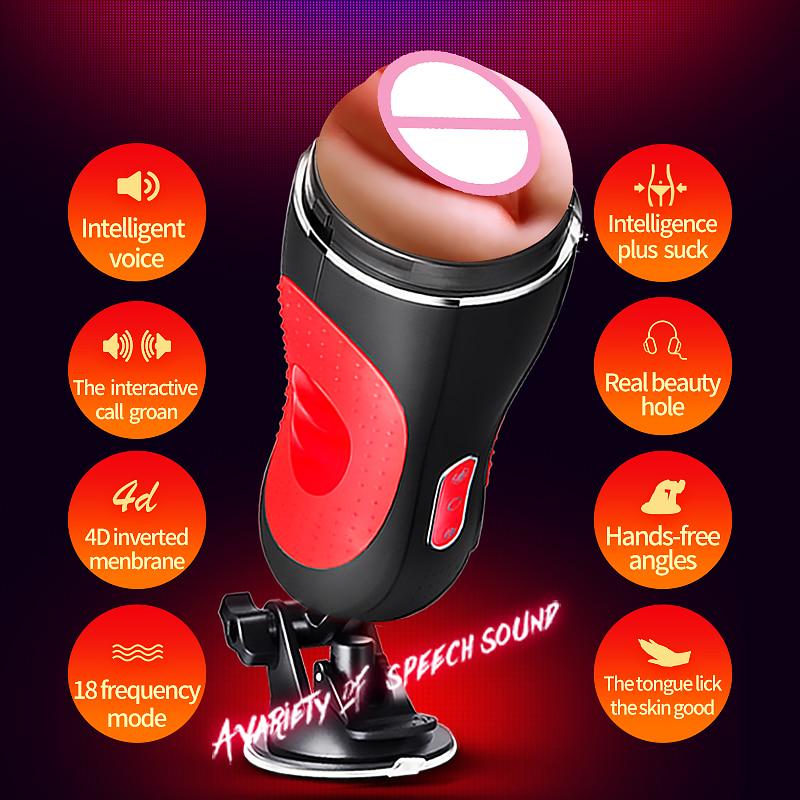 Intelligent
voice
The interactive
call groan
4d
4D inverted
menbrane
18 frequency
mode
Intelligence
plus suck
Real beauty
hole
Hands-free
angles
The tongue lick
the skin good
A VARIETY OF SPEECH SOUND